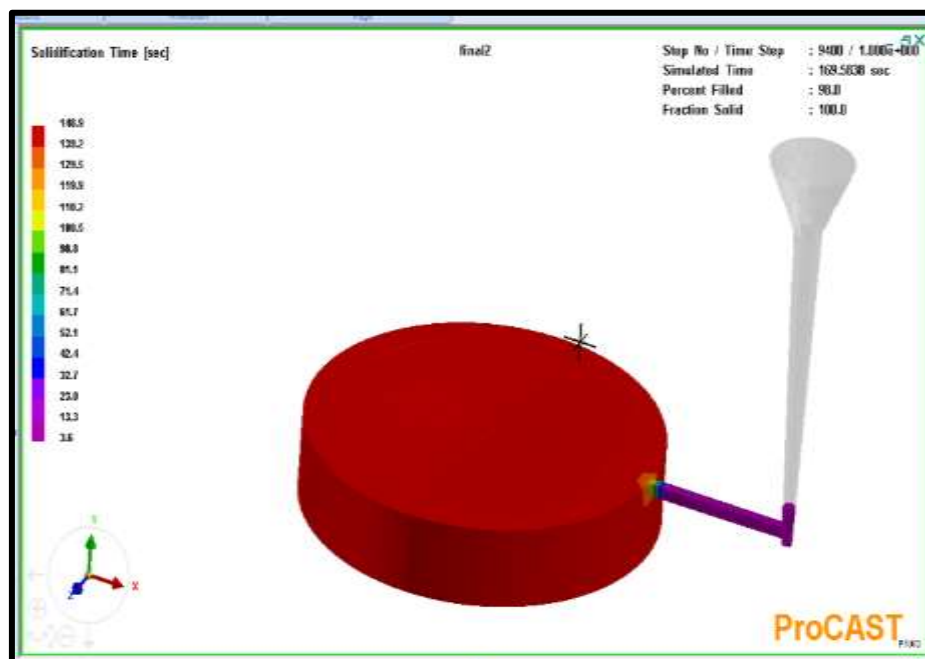 Solidification Time [sec]
final2
Step No / Time Step : 9400 / 1.000e+000
Simulated Time : 169.5838 sec
Percent Filled : 98.0
Fraction Solid : 100.0
148.9
139.2
129.5
119.9
110.2
100.5
90.8
81.1
71.4
61.7
52.1
42.4
32.7
23.0
13.3
3.6
Y
X
Z
ProCAST